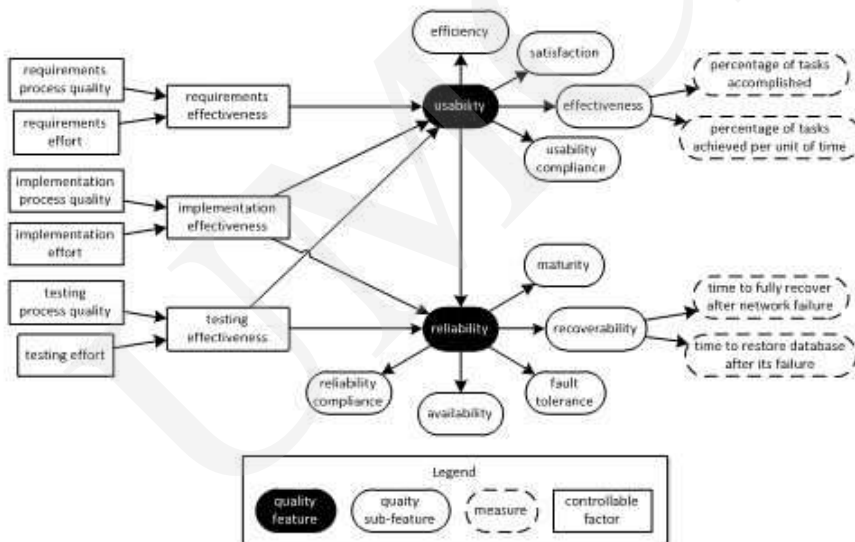 efficiency
satisfaction
percentage of tasks
accomplished
requirements
process quality
requirements
effectiveness
usability
effectiveness
requirements
effort
percentage of tasks
achieved per unit of time
usability
compliance
implementation
process quality
implementation
effectiveness
implementation
effort
maturity
testing
process quality
time to fully recover
after network failure
testing
effectiveness
reliability
recoverability
testing effort
time to restore database
after its failure
reliability
compliance
availability
fault
tolerance
Legend
quality
feature
quaity
sub-feature
measure
controllable
factor